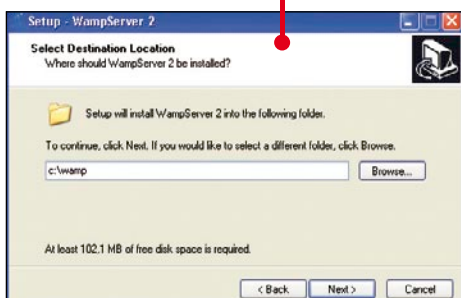 Setup - WampServer 2
Select Destination Location
Where should WampServer 2 be installed?
Setup will install WampServer 2 into the following folder.
To continue, click Next. If you would like to select a different folder, click Browse.
c:\wamp
Browse...
At least 102,1 MB of free disk space is required.
< Back
Next >
Cancel